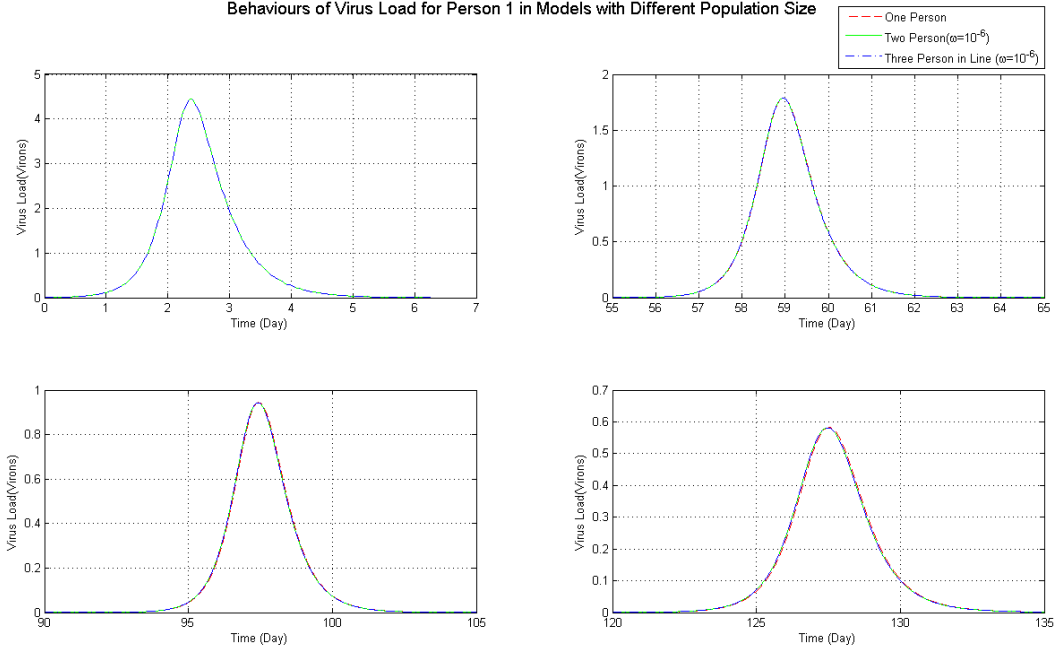 Behaviours of Virus Load for Person 1 in Models with Different Population Size
One Person
Two Person(ω=10-6)
Three Person in Line (ω=10-6)
Virus Load(Virons)
5
4
3
2
1
0
0 1 2 3 4 5 6 7
Time (Day)
Virus Load(Virons)
2
1.5
1
0.5
0
55 56 57 58 59 60 61 62 63 64 65
Time (Day)
Virus Load(Virons)
1
0.8
0.6
0.4
0.2
0
90 95 100 105
Time (Day)
Virus Load(Virons)
0.7
0.6
0.5
0.4
0.3
0.2
0.1
0
120 125 130 135
Time (Day)